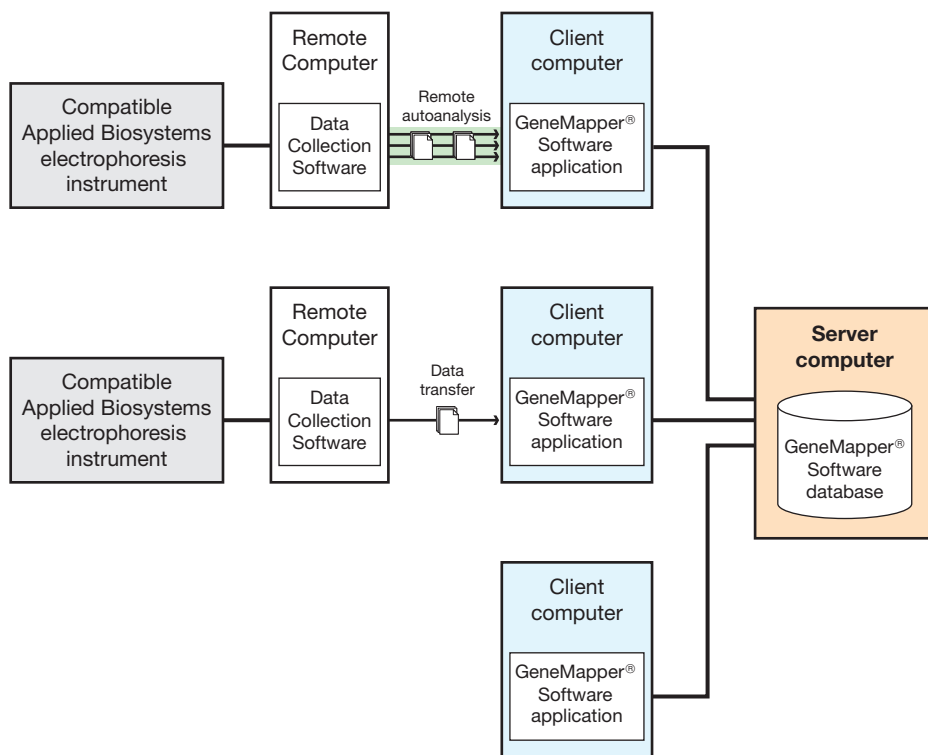 Remote
Computer
Client
computer
Compatible
Applied Biosystems
electrophoresis
instrument
Data
Collection
Software
Remote
autoanalysis
GeneMapper®
Software
application
Remote
Computer
Client
computer
Compatible
Applied Biosystems
electrophoresis
instrument
Data
Collection
Software
Data
transfer
GeneMapper®
Software
application
Server
computer
GeneMapper®
Software
database
Client
computer
GeneMapper®
Software
application